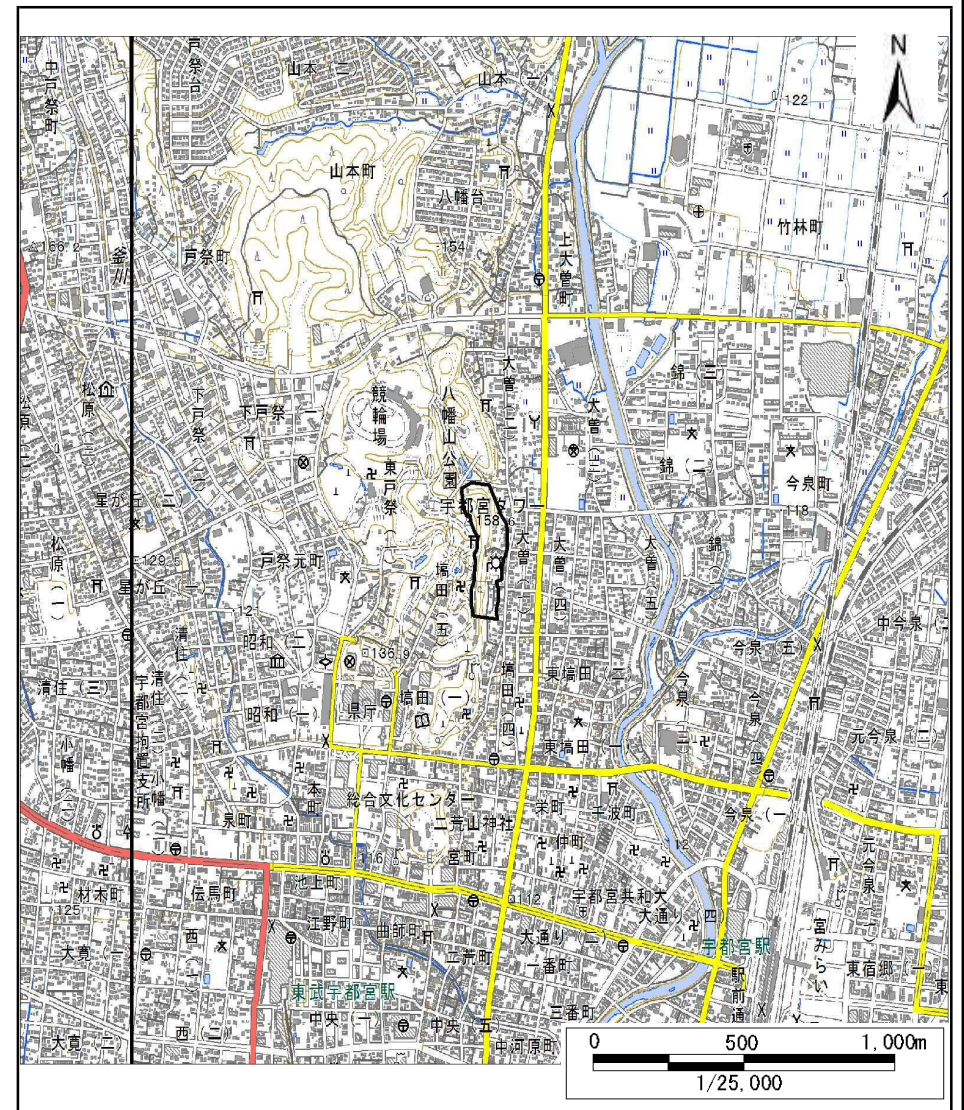 N
戸祭台
山本(二)
山本(一)
中戸祭町
122
山本町
八幡台
竹林町
154
166.2
釜川
戸祭町
上大曽町
松原
競輪場
八幡山公園
大曽(二)
錦(三)
下戸祭(二)
下戸祭(一)
大曽(三)
東戸祭(一)
錦(二)
今泉町
星が丘(二)
宇都宮タワー
158.6
118
松原(一)
129.5
戸祭元町
塙田(五)
大曽(一)
大曽(四)
大曽(五)
星が丘(一)
121
昭和(二)
135.9
今泉(五)
清住
清住(三)
昭和(一)
県庁
塙田(一)
塙田(四)
東塙田(二)
今泉
今泉(四)
元今泉(二)
宇都宮拘置支所
小幡(二)
東塙田(一)
本町
総合文化センター
泉町
二荒山神社
栄町
千波町
今泉(一
宮町
仲町
材木町
伝馬町
池上町
宇都宮共和大
元今泉(一)
125
江野町
曲師町
112
大通り(四)
大寛(一)
西(一)
二荒町
大通り(二)
一番町
宇都宮駅
駅前通
宮みらい
東宿郷(一
東武宇都宮駅
三番町
中央(一)
中央
五
大寛(二)
西(二)
中河原町
0 500 1,000m
1/25,000